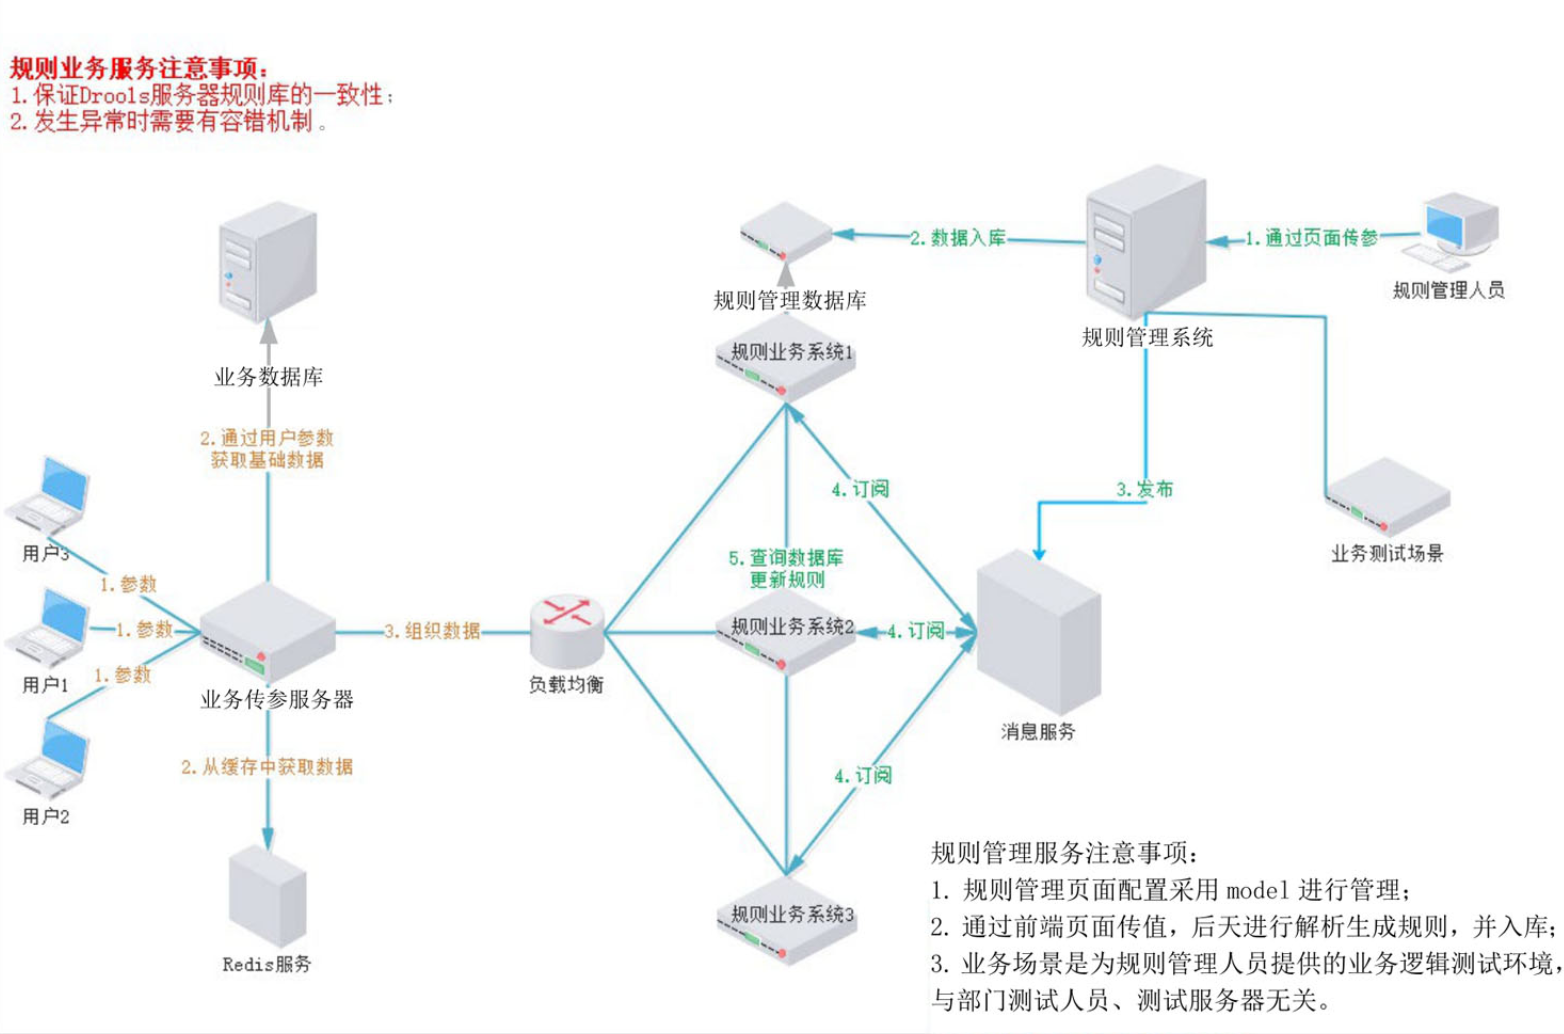 规则业务服务注意事项：
1.保证Drools服务器规则库的一致性；
2.发生异常时需要有容错机制。
业务数据库
2.通过用户参数
获取基础数据
用户3
1.参数
用户1
1.参数
用户2
1.参数
业务传参服务器
2.从缓存中获取数据
Redis服务
3.组织数据
负载均衡
规则管理数据库
规则业务系统1
5.查询数据库
更新规则
规则业务系统2
规则业务系统3
4.订阅
4.订阅
4.订阅
消息服务
2.数据入库
规则管理系统
1.通过页面传参
规则管理人员
3.发布
业务测试场景
规则管理服务注意事项：
1. 规则管理页面配置采用 model 进行管理；
2. 通过前端页面传值，后天进行解析生成规则，并入库；
3. 业务场景是为规则管理人员提供的业务逻辑测试环境，
与部门测试人员、测试服务器无关。